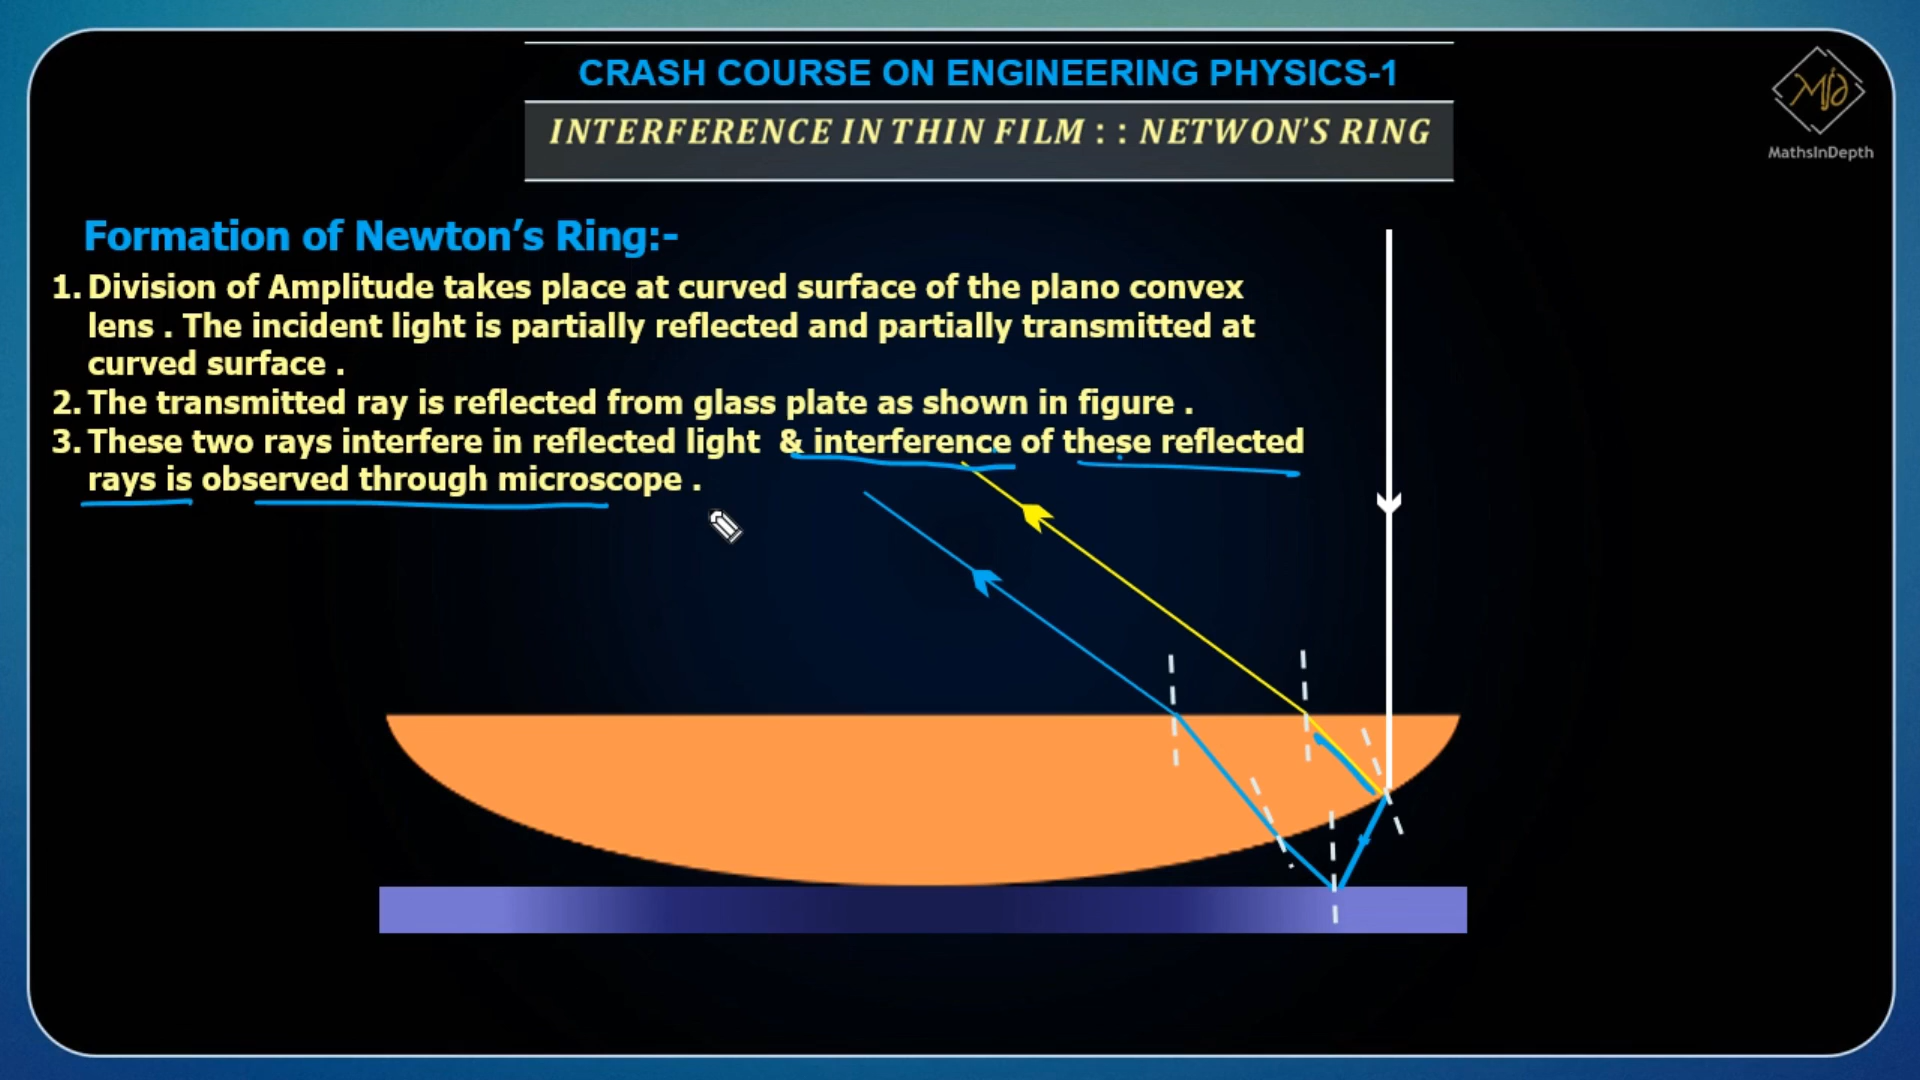 CRASH COURSE ON ENGINEERING PHYSICS-1
INTERFERENCE IN THIN FILM : : NETWON'S RING
MathsInDepth
Formation of Newton's Ring:-
1. Division of Amplitude takes place at curved surface of the plano convex
lens . The incident light is partially reflected and partially transmitted at
curved surface .
2. The transmitted ray is reflected from glass plate as shown in figure .
3. These two rays interfere in reflected light & interference of these reflected
rays is observed through microscope .